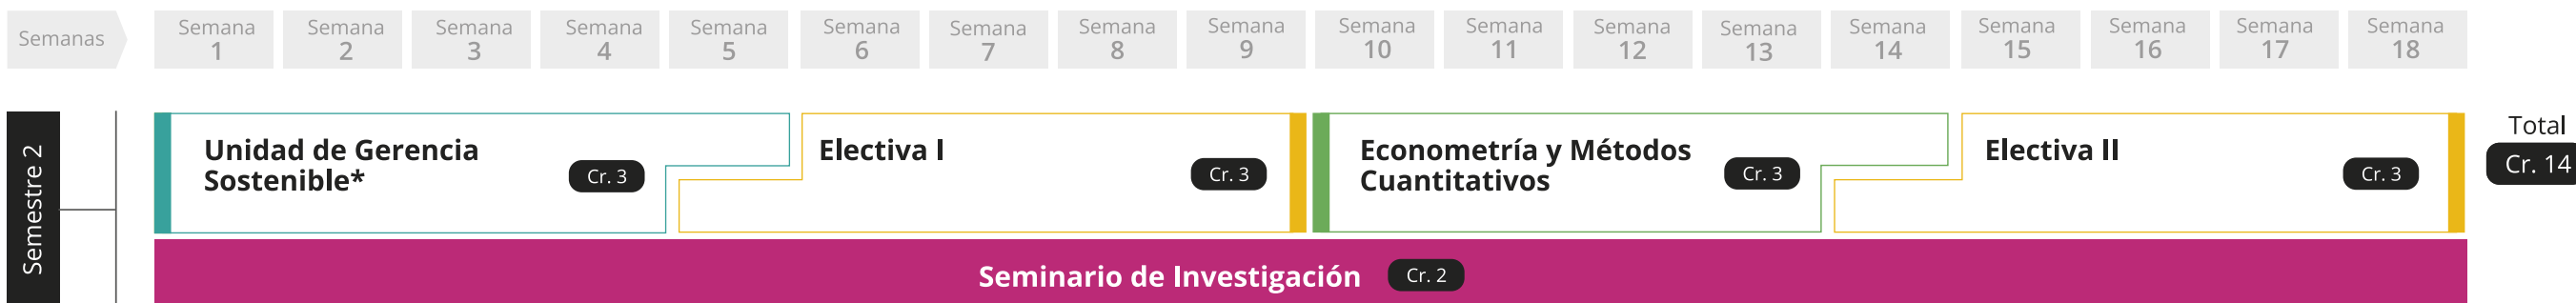 Semanas
Semana 1
Semana 2
Semana 3
Semana 4
Semana 5
Semana 6
Semana 7
Semana 8
Semana 9
Semana 10
Semana 11
Semana 12
Semana 13
Semana 14
Semana 15
Semana 16
Semana 17
Semana 18
Semestre 2
Unidad de Gerencia
Sostenible*
Cr. 3
Electiva I
Cr. 3
Econometría y Métodos
Cuantitativos
Cr. 3
Electiva II
Cr. 3
Total
Cr. 14
Seminario de Investigación
Cr. 2